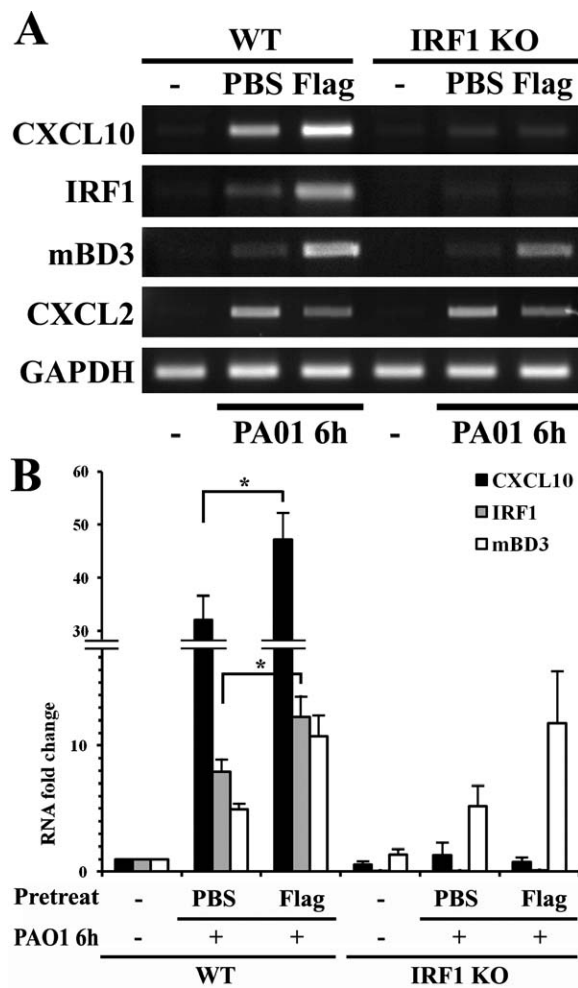 A
WT IRF1 KO
- PBS Flag - PBS Flag
CXCL10
IRF1
mBD3
CXCL2
GAPDH
- PA01 6h - PA01 6h
B
60
50
40
30
10
0
RNA fold change
* *
CXCL10
IRF1
mBD3
Pretreat - PBS Flag - PBS Flag
PAO1 6h - + + - + +
WT IRF1 KO